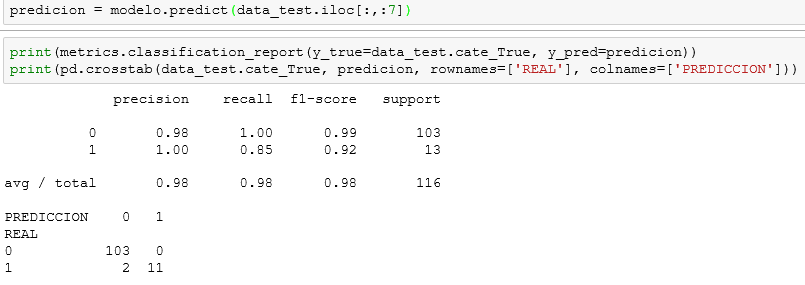 predicion = modelo.predict(data_test.iloc[:,:7])
print(metrics.classification_report(y_true=data_test.cate_True, y_pred=predicion))
print(pd.crosstab(data_test.cate_True, predicion, rownames=['REAL'], colnames=['PREDICCION']))
precision recall f1-score support
0 0.98 1.00 0.99 103
1 1.00 0.85 0.92 13
avg / total 0.98 0.98 0.98 116
PREDICCION 0 1
REAL
0 103 0
1 2 11